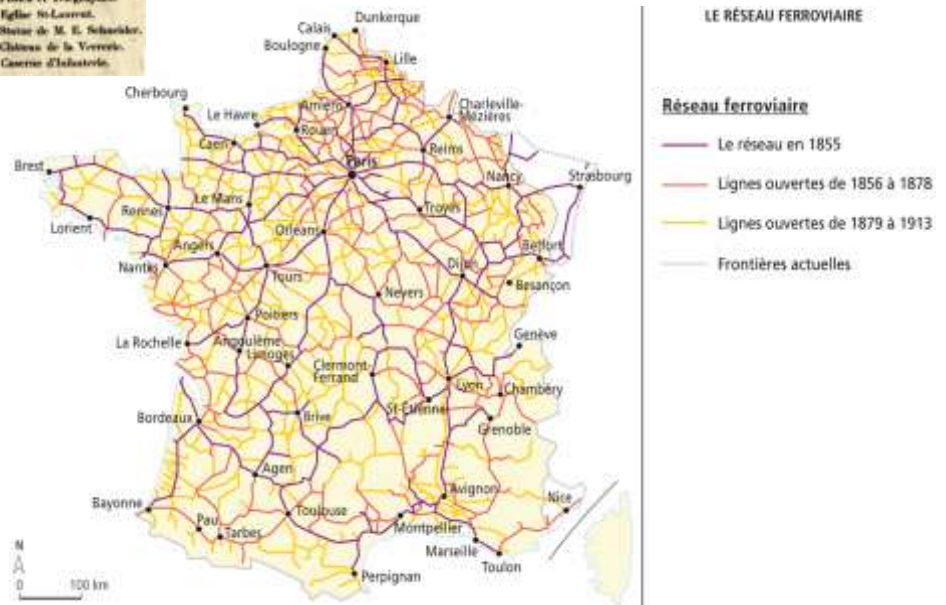 Eglise St-Laurent.
Statue de M. E. Schneider.
Château de la Verrerie.
Caserne d'Infanterie.
LE RÉSEAU FERROVIAIRE
Réseau ferroviaire
Le réseau en 1855
Lignes ouvertes de 1856 à 1878
Lignes ouvertes de 1879 à 1913
Frontières actuelles
Dunkerque
Calais
Boulogne
Lille
Cherbourg
Le Havre
Amiens
Charleville-
Mézières
Rouen
Caen
Reims
Paris
Brest
Nancy
Strasbourg
Rennes
Le Mans
Troyes
Lorient
Orléans
Angers
Belfort
Nantes
Tours
Dijon
Besançon
Nevers
Poitiers
La Rochelle
Angoulême
Limoges
Genève
Clermont-
Ferrand
Lyon
Chambéry
St-Étienne
Bordeaux
Brive
Grenoble
Agen
Avignon
Nice
Bayonne
Toulouse
Pau
Tarbes
Montpellier
Marseille
Toulon
Perpignan
N
0 100 km